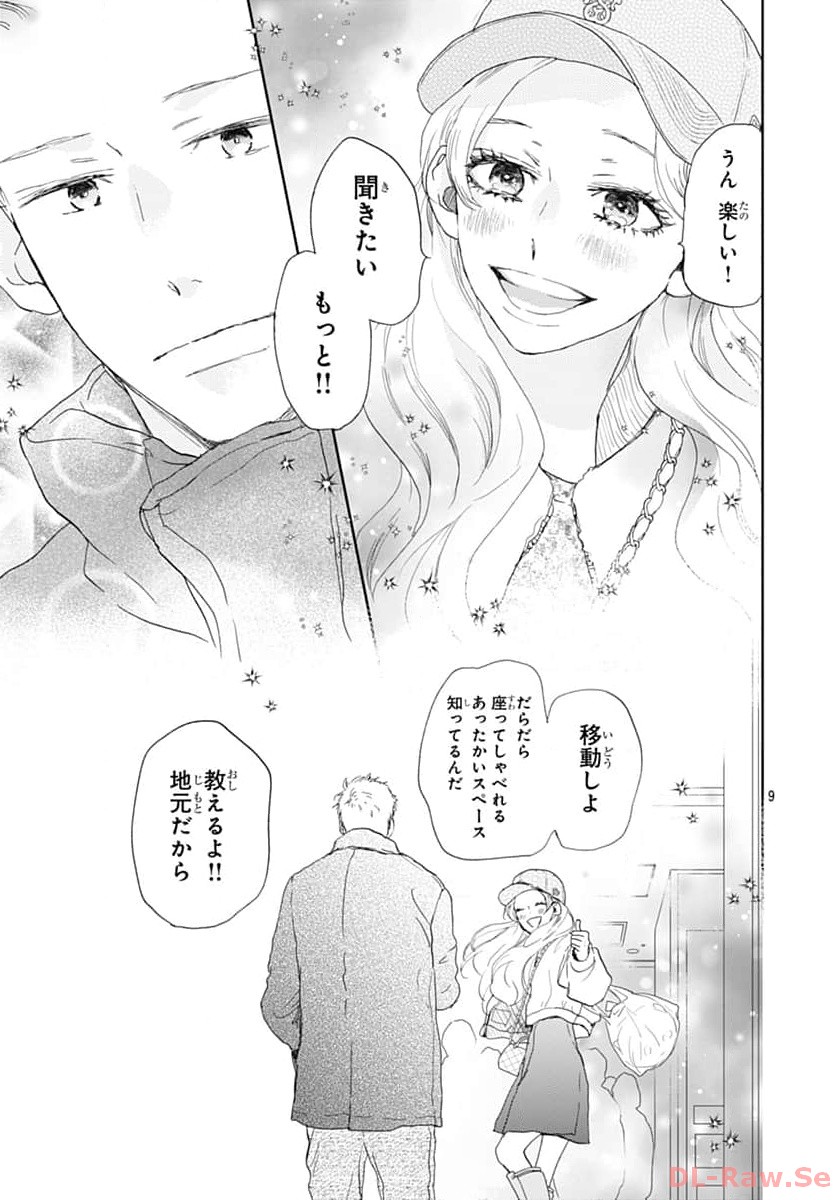 うん 楽しい！
聞きたい
もっと!!
移動しよ
だらだら
座ってしゃべれる
あったかいスペース
知ってるんだ
教えるよ!!
地元だから
9
DL-Raw.Se